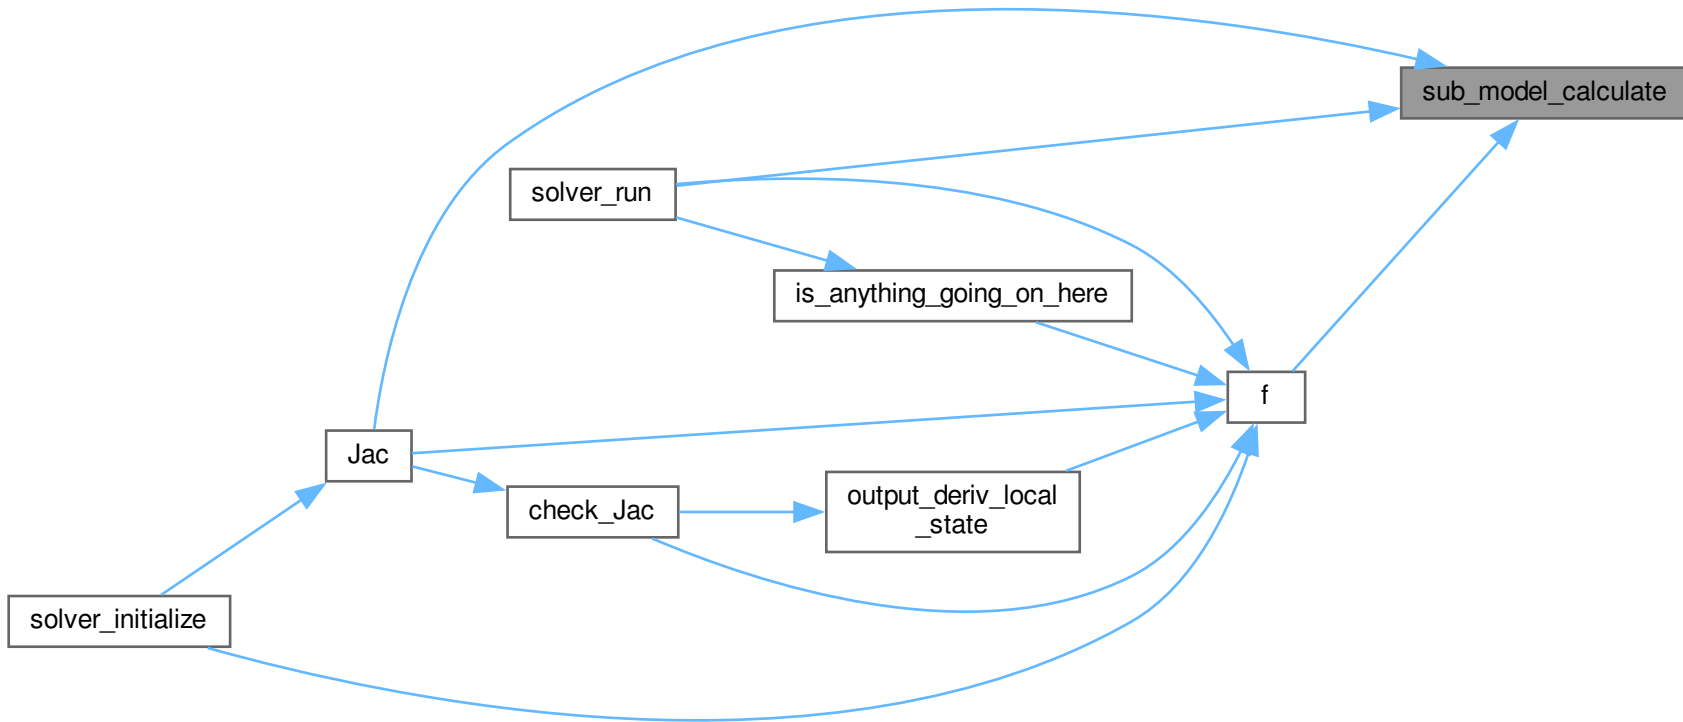 sub_model_calculate
solver_run
is_anything_going_on_here
f
Jac
output_deriv_local
_state
check_Jac
solver_initialize